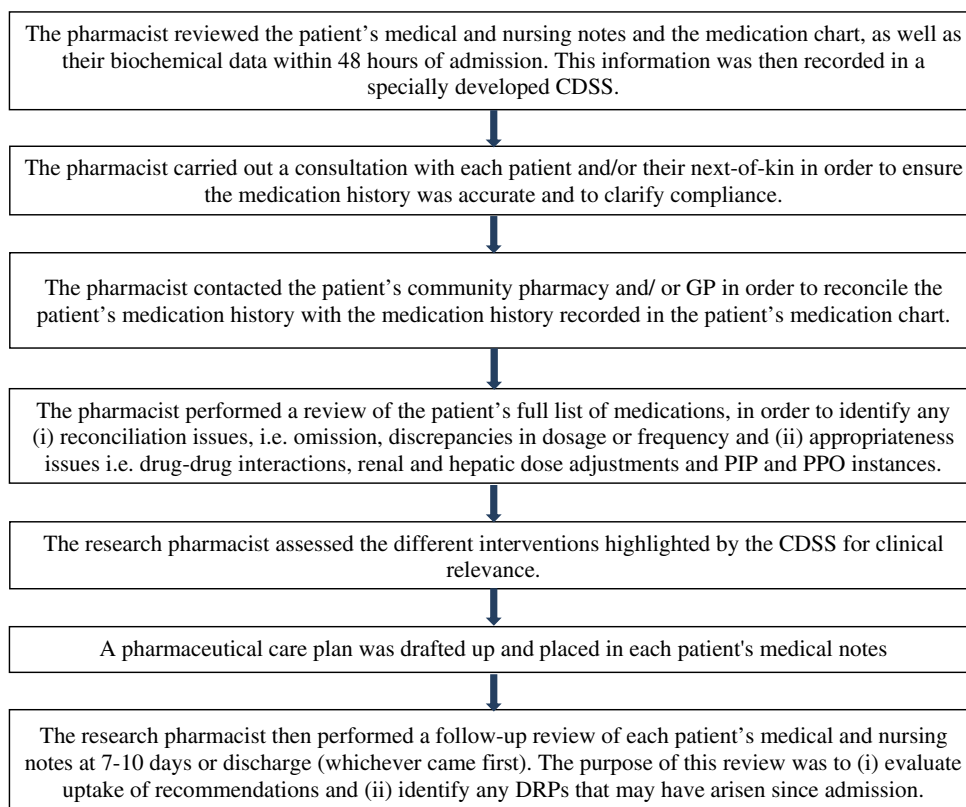 The pharmacist reviewed the patient’s medical and nursing notes and the medication chart, as well as
their biochemical data within 48 hours of admission. This information was then recorded in a
specially developed CDSS.
The pharmacist carried out a consultation with each patient and/or their next-of-kin in order to ensure
the medication history was accurate and to clarify compliance.
The pharmacist contacted the patient’s community pharmacy and/ or GP in order to reconcile the
patient’s medication history with the medication history recorded in the patient’s medication chart.
The pharmacist performed a review of the patient’s full list of medications, in order to identify any
(i) reconciliation issues, i.e. omission, discrepancies in dosage or frequency and (ii) appropriateness
issues i.e. drug-drug interactions, renal and hepatic dose adjustments and PIP and PPO instances.
The research pharmacist assessed the different interventions highlighted by the CDSS for clinical
relevance.
A pharmaceutical care plan was drafted up and placed in each patient's medical notes
The research pharmacist then performed a follow-up review of each patient’s medical and nursing
notes at 7-10 days or discharge (whichever came first). The purpose of this review was to (i) evaluate
uptake of recommendations and (ii) identify any DRPs that may have arisen since admission.